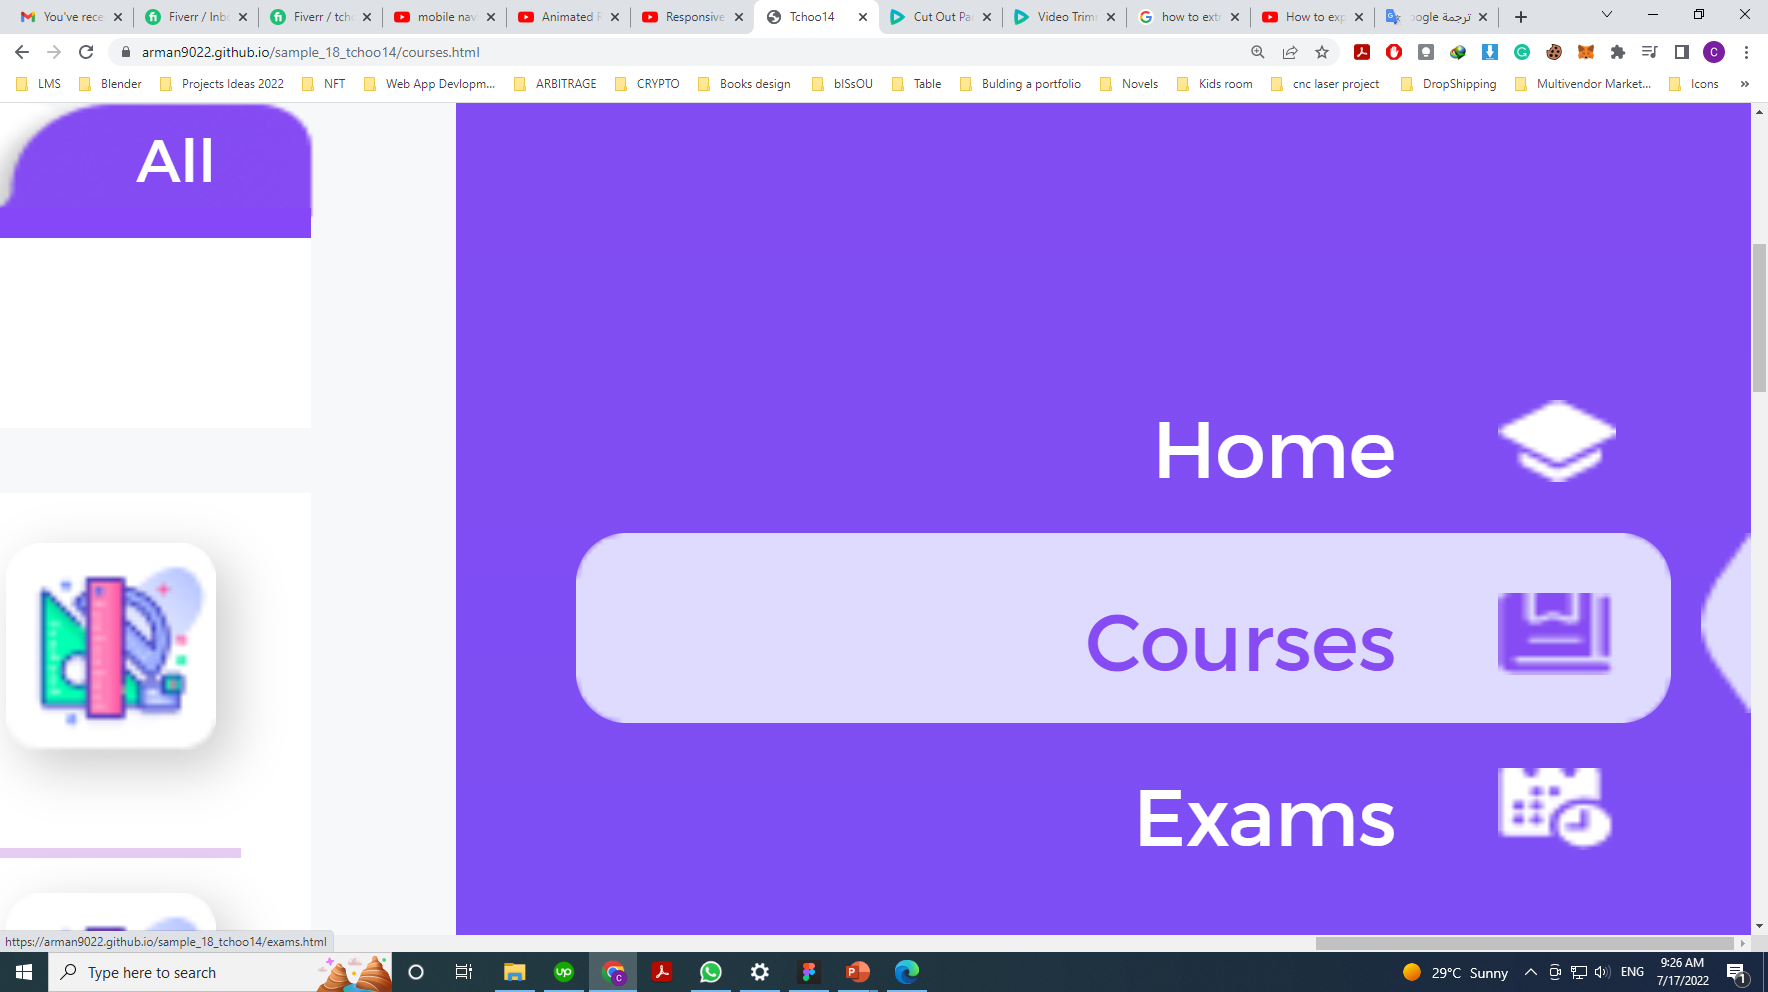 You've rece
Fiverr / Inb
Fiverr / tch
mobile nav
Animated R
Responsive
Tchoo14
Cut Out Pa
Video Trim
how to extr
How to exp
oogle ترجمة
arman9022.github.io/sample_18_tchoo14/courses.html
LMS
Blender
Projects Ideas 2022
NFT
Web App Devlopm...
ARBITRAGE
CRYPTO
Books design
bISsOU
Table
Bulding a portfolio
Novels
Kids room
cnc laser project
DropShipping
Multivendor Market...
Icons
»
All
Home
Courses
Exams
https://arman9022.github.io/sample_18_tchoo14/exams.html
Type here to search
29°C Sunny
ENG
9:26 AM
7/17/2022
1